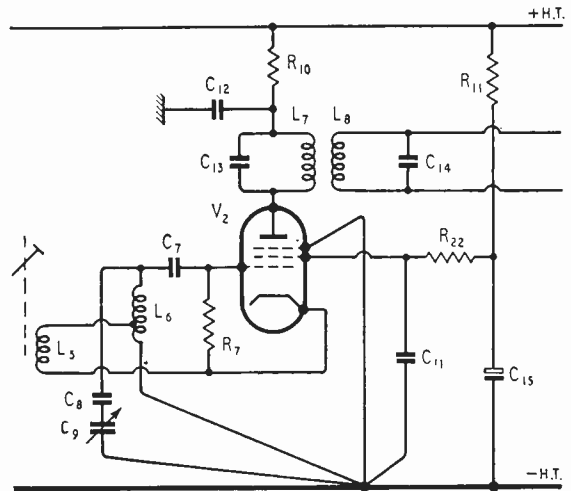 +H.T.
R10
R11
C12
L7 L8
C13
C14
V2
C7
R22
L6
R7
L5
C11
C15
C8
C9
-H.T.